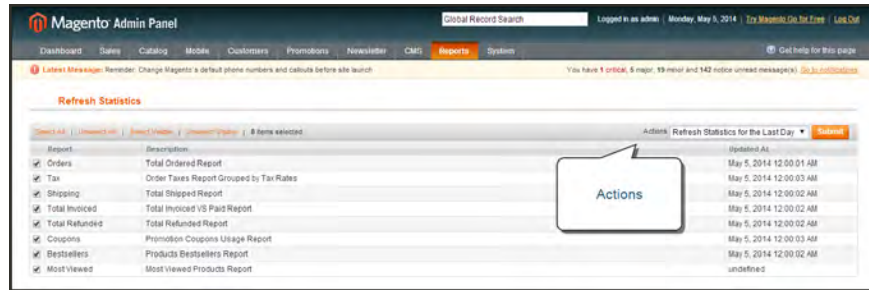 Magento Admin Panel
Global Record Search
Logged in as admin | Monday, May 5, 2014 | Try Magento Go for Free | Log Out
Dashboard Sales Catalog Mobile Customers Promotions Newsletter CMS Reports System
Get help for this page
Latest Message: Reminder: Change Magento's default phone numbers and callouts before site launch
You have 1 critical, 5 major, 19 minor and 142 notice unread message(s). Go to notifications
Refresh Statistics
Select All | Unselect All | Select Visible | Unselect Visible | 8 items selected
Actions Refresh Statistics for the Last Day Submit
Report Description Updated At
Orders Total Ordered Report May 5, 2014 12:00:01 AM
Tax Order Taxes Report Grouped by Tax Rates May 5, 2014 12:00:03 AM
Shipping Total Shipped Report May 5, 2014 12:00:02 AM
Total Invoiced Total Invoiced VS Paid Report May 5, 2014 12:00:02 AM
Total Refunded Total Refunded Report May 5, 2014 12:00:02 AM
Coupons Promotion Coupons Usage Report May 5, 2014 12:00:03 AM
Bestsellers Products Bestsellers Report May 5, 2014 12:00:02 AM
Most Viewed Most Viewed Products Report undefined
Actions